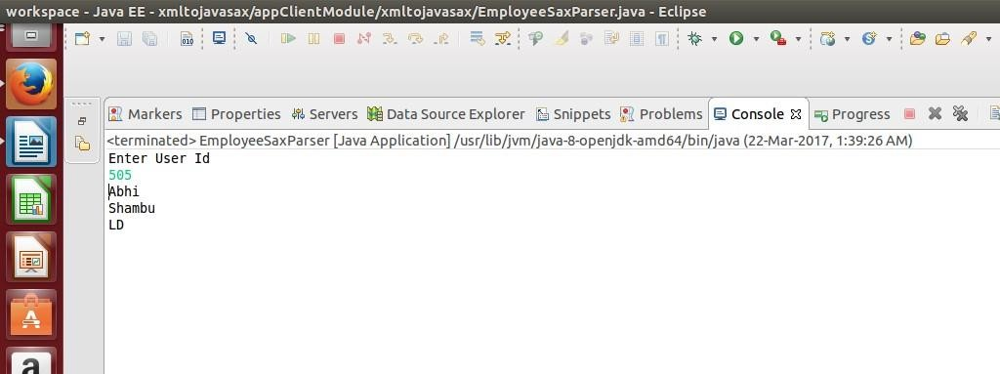 workspace - Java EE - xmltojavasax/appClientModule/xmltojavasax/EmployeeSaxParser.java - Eclipse
010
Markers Properties Servers Data Source Explorer Snippets Problems Console Progress
<terminated> EmployeeSaxParser [Java Application] /usr/lib/jvm/java-8-openjdk-amd64/bin/java (22-Mar-2017, 1:39:26 AM)
Enter User Id
505
Abhi
Shambu
LD
A
a